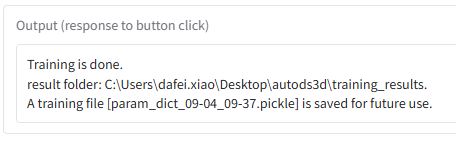 Output (response to button click)
Training is done.
result folder: C:\Users\dafei.xiao\Desktop\autods3d\training_results.
A training file [param_dict_09-04_09-37.pickle] is saved for future use.